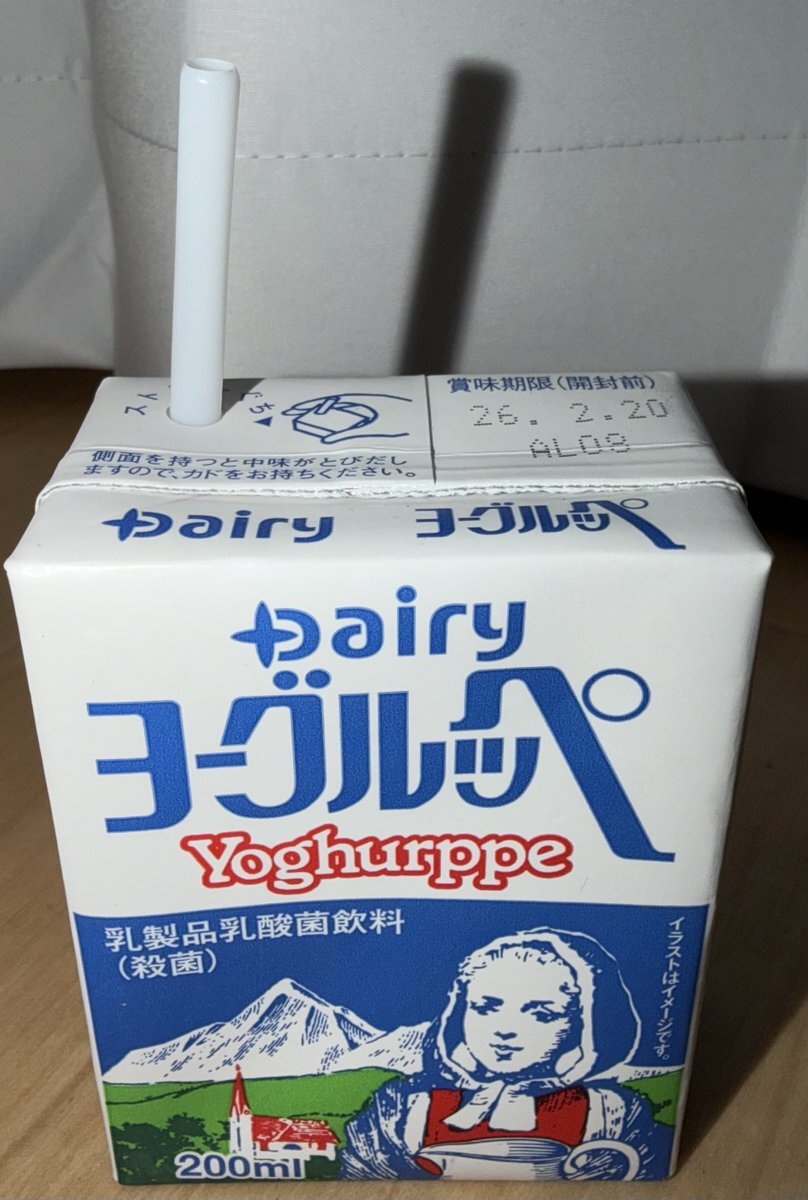 賞味期限(開封前)
26. 2.20
AL08
側面を持つと中味がとびだし
ますので、カドをお持ちください。
Dairy ヨーグルッペ
Dairy
ヨーグルッペ
Yoghurppe
乳製品乳酸菌飲料
(殺菌)
イラストはイメージです。
200ml